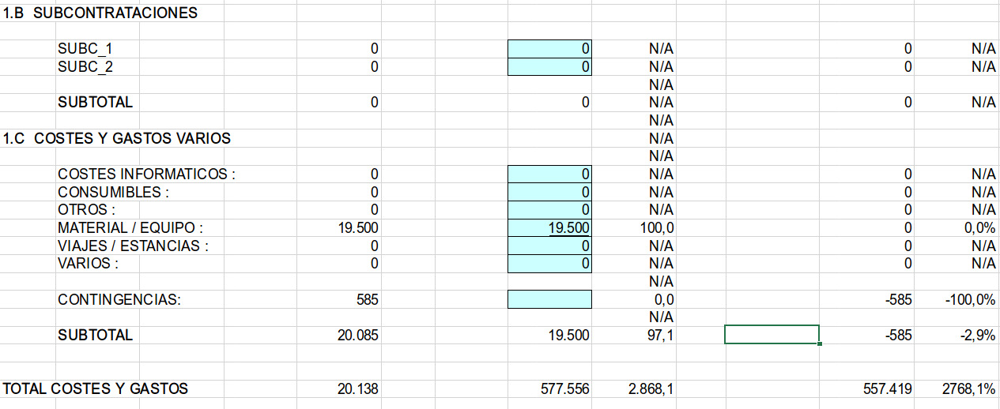 1.B SUBCONTRATACIONES
SUBC_1 0 0 N/A 0 N/A
SUBC_2 0 0 N/A 0 N/A
N/A
SUBTOTAL 0 0 N/A 0 N/A
N/A
1.C COSTES Y GASTOS VARIOS N/A
N/A
COSTES INFORMATICOS : 0 0 N/A 0 N/A
CONSUMIBLES : 0 0 N/A 0 N/A
OTROS : 0 0 N/A 0 N/A
MATERIAL / EQUIPO : 19.500 19.500 100,0 0 0,0%
VIAJES / ESTANCIAS : 0 0 N/A 0 N/A
VARIOS : 0 0 N/A 0 N/A
N/A
CONTINGENCIAS: 585 0,0 -585 -100,0%
N/A
SUBTOTAL 20.085 19.500 97,1 -585 -2,9%
TOTAL COSTES Y GASTOS 20.138 577.556 2.868,1 557.419 2768,1%